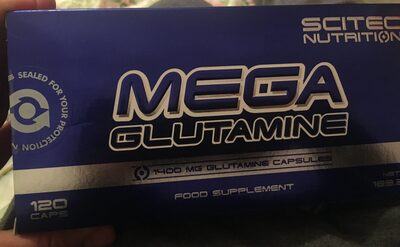 SCITEC
NUTRITION
SEALED FOR YOUR PROTECTION
MEGA
GLUTAMINE
1400 MG GLUTAMINE CAPSULES
FOOD SUPPLEMENT
120
CAPS